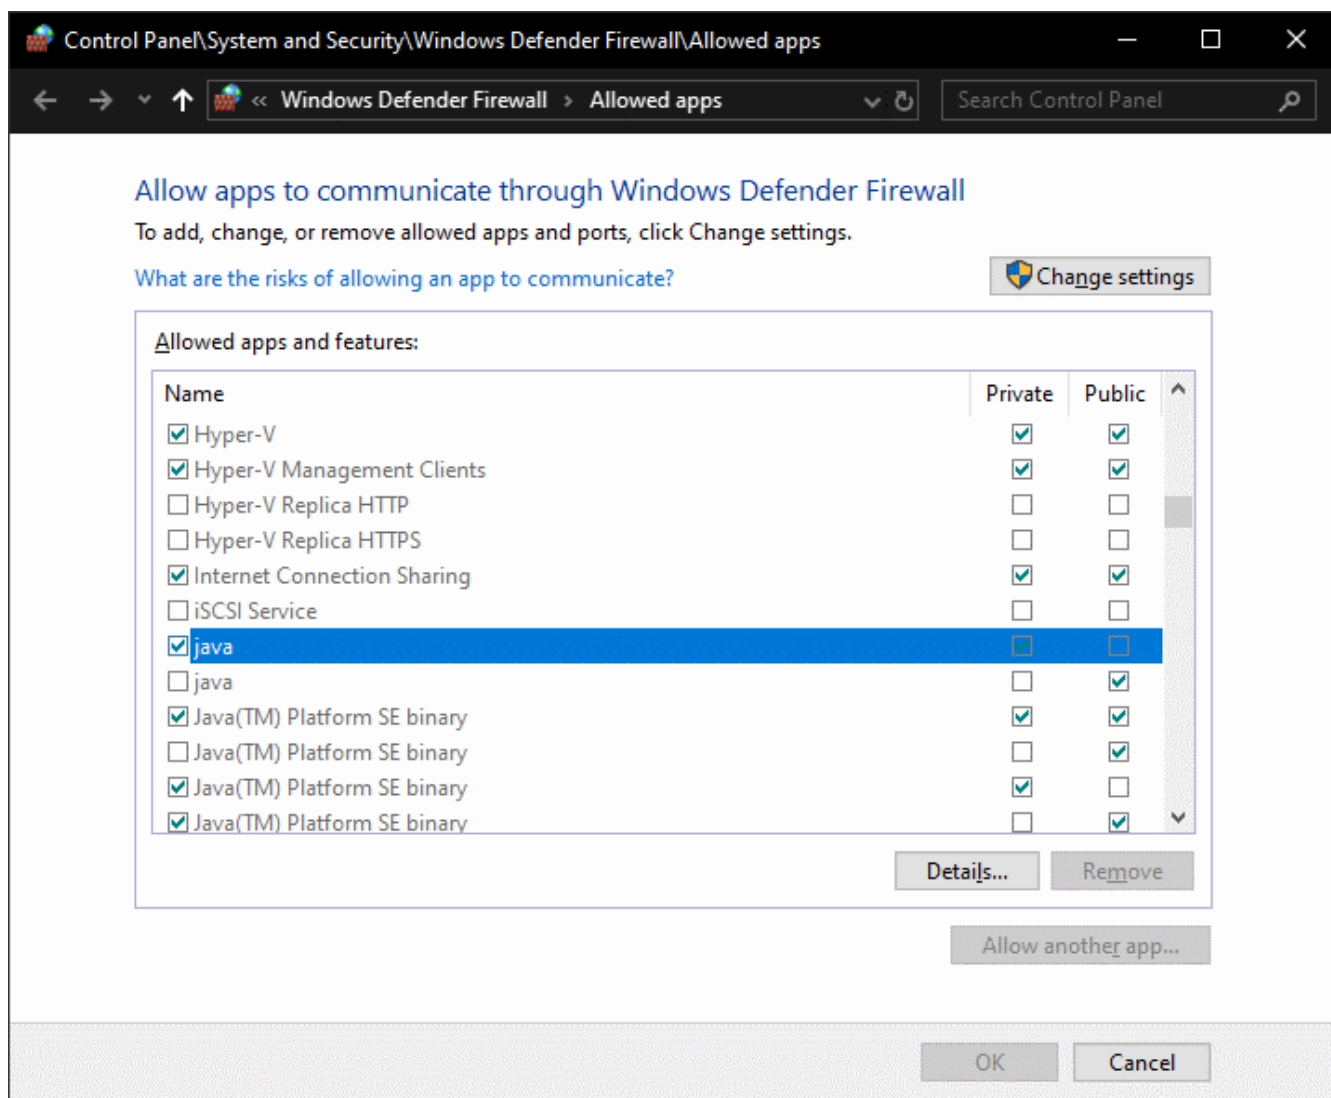 Control Panel\System and Security\Windows Defender Firewall\Allowed apps
« Windows Defender Firewall > Allowed apps
Search Control Panel
Allow apps to communicate through Windows Defender Firewall
To add, change, or remove allowed apps and ports, click Change settings.
What are the risks of allowing an app to communicate?
Change settings
Allowed apps and features:
Name Private Public
Hyper-V
Hyper-V Management Clients
Hyper-V Replica HTTP
Hyper-V Replica HTTPS
Internet Connection Sharing
iSCSI Service
java
java
Java(TM) Platform SE binary
Java(TM) Platform SE binary
Java(TM) Platform SE binary
Java(TM) Platform SE binary
Details... Remove
Allow another app...
OK Cancel